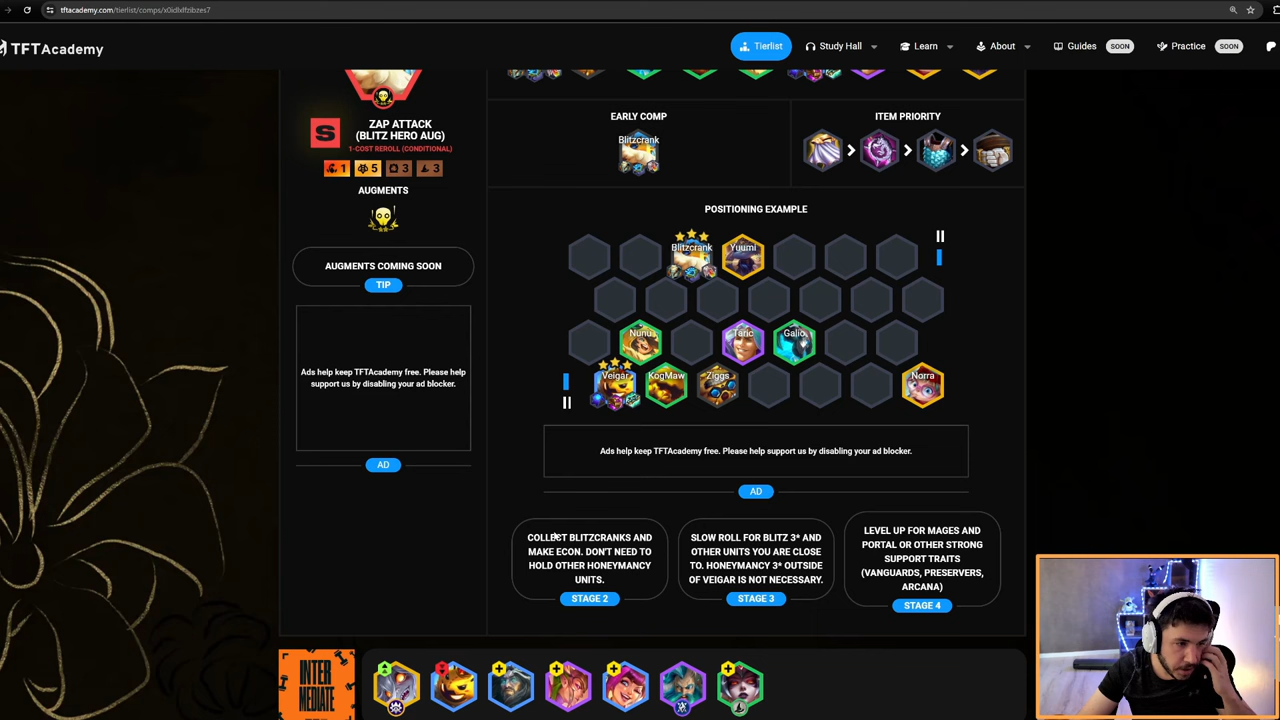 tftacademy.com/tierlist/comps/x0idlxlfzibzes7
TFTAcademy
Tierlist
Study Hall
Learn
About
Guides
SOON
Practice
SOON
S
ZAP ATTACK
(BLITZ HERO AUG)
1-COST REROLL (CONDITIONAL)
1
5
3
3
AUGMENTS
AUGMENTS COMING SOON
TIP
Ads help keep TFTAcademy free. Please help
support us by disabling your ad blocker.
AD
EARLY COMP
Blitzcrank
ITEM PRIORITY
POSITIONING EXAMPLE
Blitzcrank
Yuumi
Nunu
Taric
Galio
Veigar
KogMaw
Ziggs
Norra
Ads help keep TFTAcademy free. Please help support us by disabling your ad blocker.
AD
COLLECT BLITZCRANKS AND
MAKE ECON. DON'T NEED TO
HOLD OTHER HONEYMANCY
UNITS.
STAGE 2
SLOW ROLL FOR BLITZ 3* AND
OTHER UNITS YOU ARE CLOSE
TO. HONEYMANCY 3* OUTSIDE
OF VEIGAR IS NOT NECESSARY.
STAGE 3
LEVEL UP FOR MAGES AND
PORTAL OR OTHER STRONG
SUPPORT TRAITS
(VANGUARDS, PRESERVERS,
ARCANA)
STAGE 4
INTER
MEDIATE